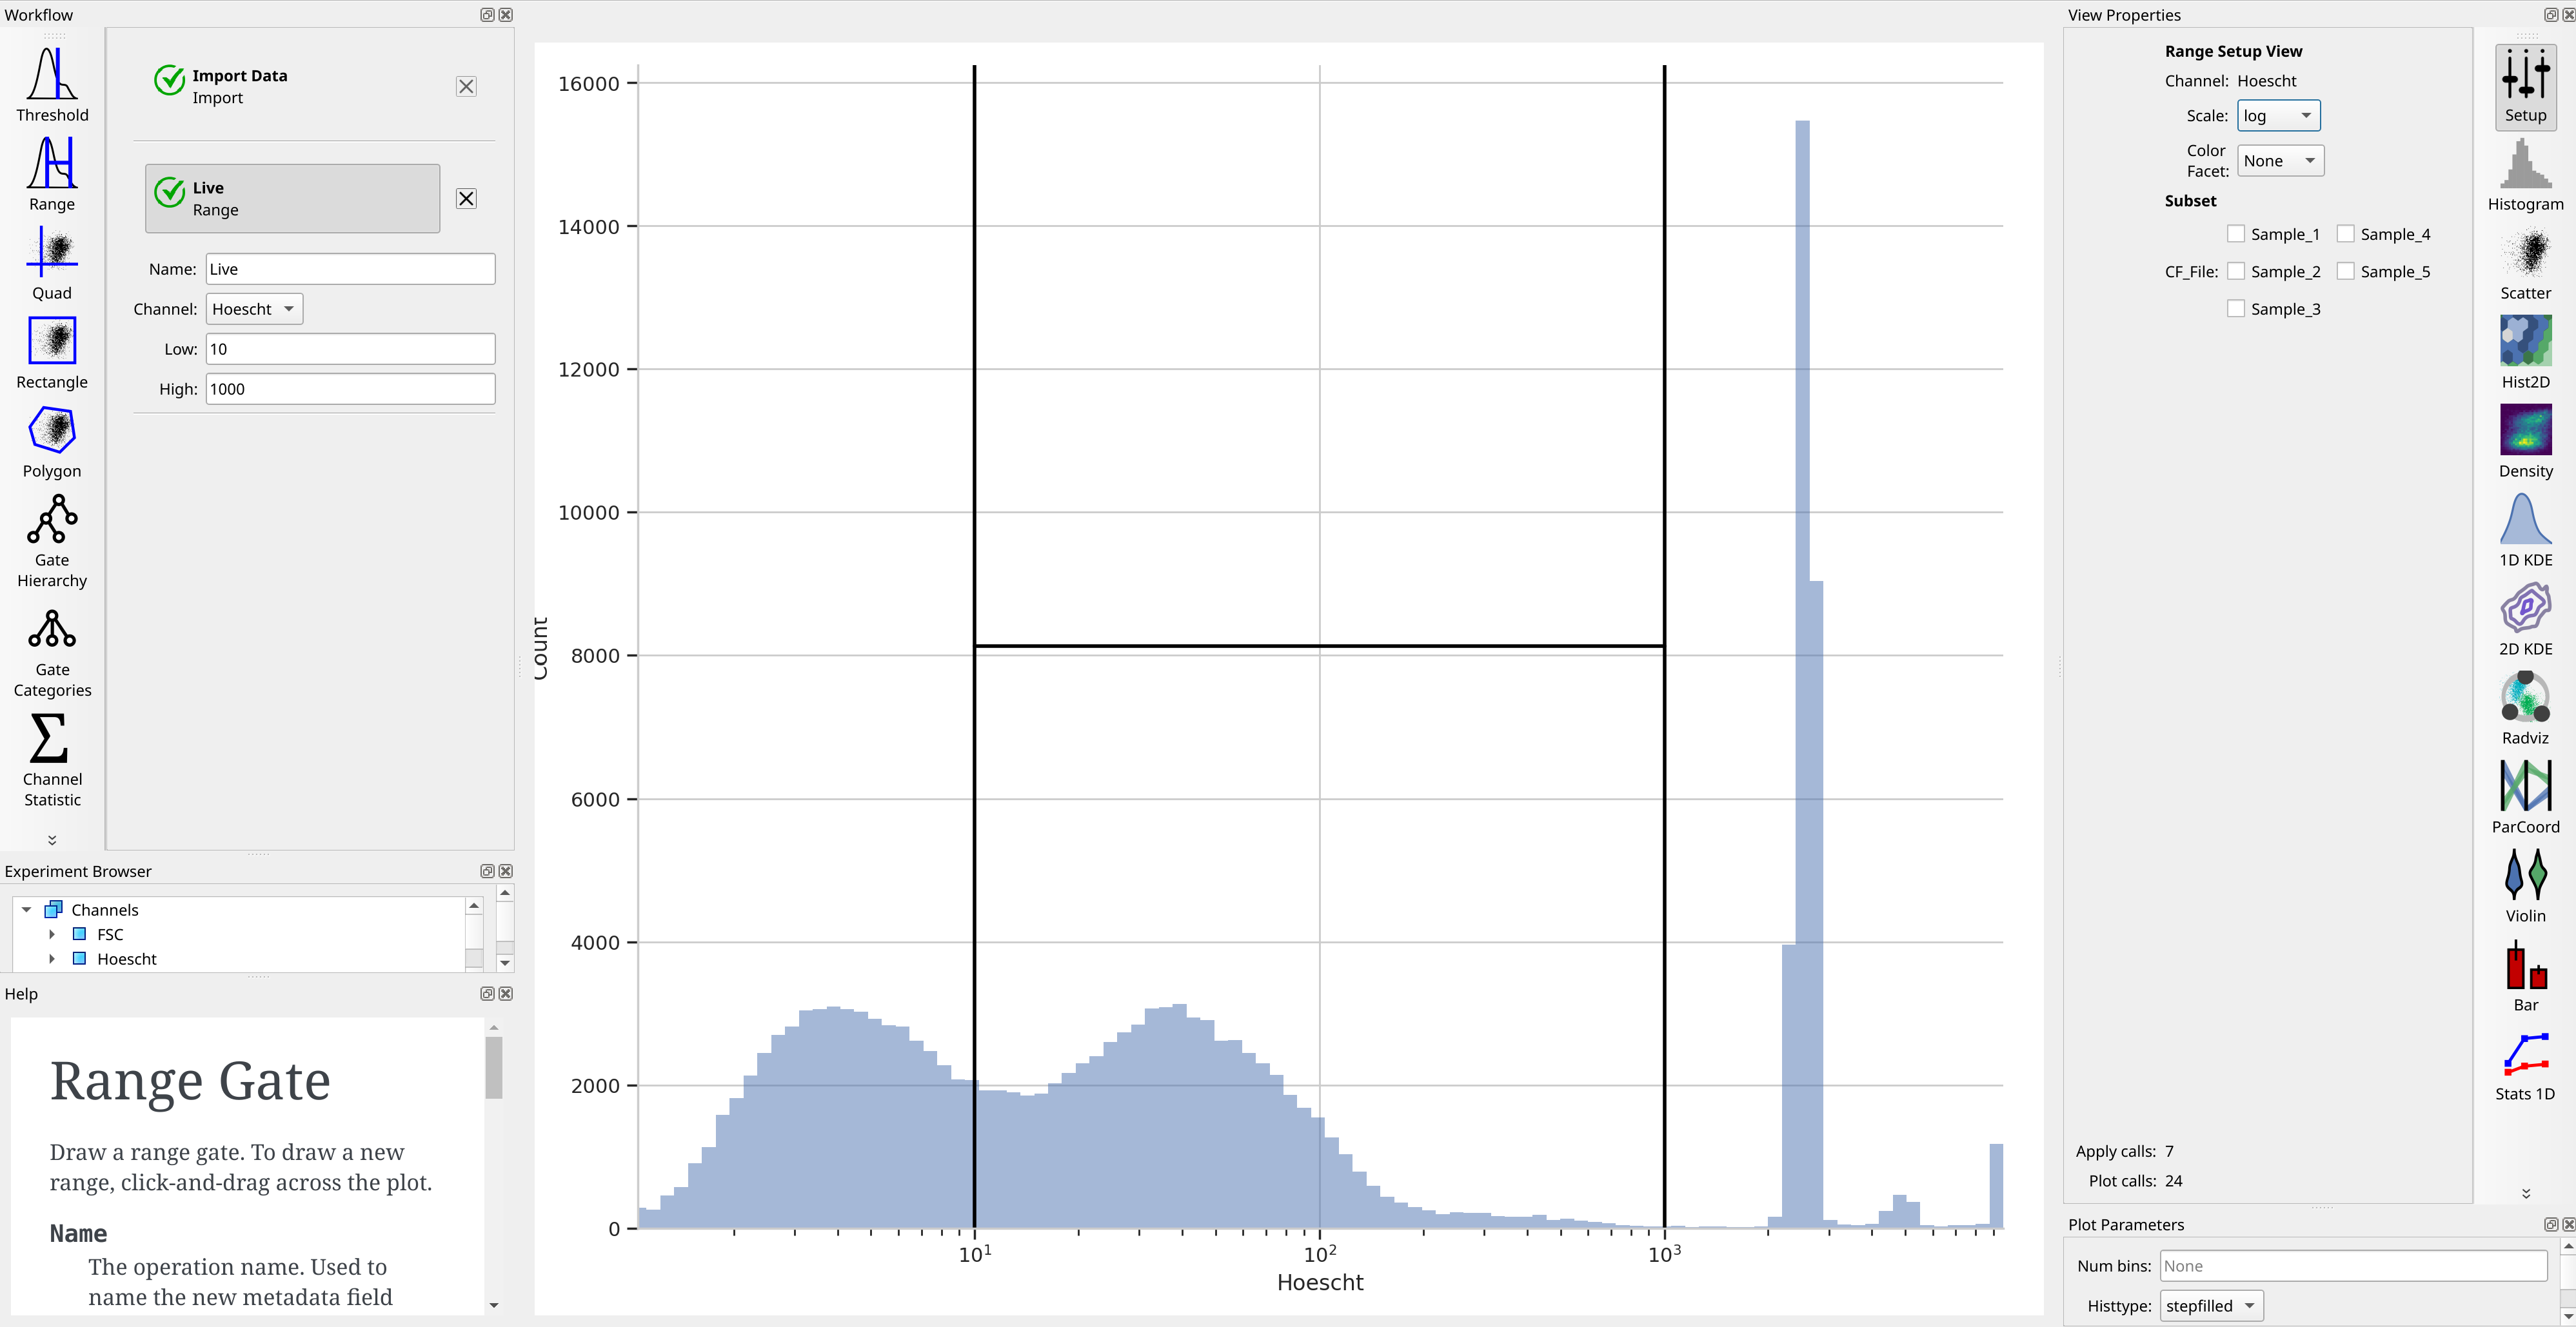 Workflow
Threshold
Range
Quad
Rectangle
Polygon
Gate
Hierarchy
Gate
Categories
Channel
Statistic
Import Data
Import
Live
Range
Name: Live
Channel: Hoescht
Low: 10
High: 1000
Experiment Browser
Channels
FSC
Hoescht
Help
Range Gate
Draw a range gate. To draw a new
range, click-and-drag across the plot.
Name
The operation name. Used to
name the new metadata field
16000
14000
12000
10000
8000
6000
4000
2000
0
Count
10¹ 10² 10³
Hoescht
View Properties
Range Setup View
Channel: Hoescht
Scale: log
Color
Facet: None
Subset
CF_File:
Sample_1 Sample_4
Sample_2 Sample_5
Sample_3
Apply calls: 7
Plot calls: 24
Setup
Histogram
Scatter
Hist2D
Density
1D KDE
2D KDE
Radviz
ParCoord
Violin
Bar
Stats 1D
Plot Parameters
Num bins: None
Histtype: stepfilled